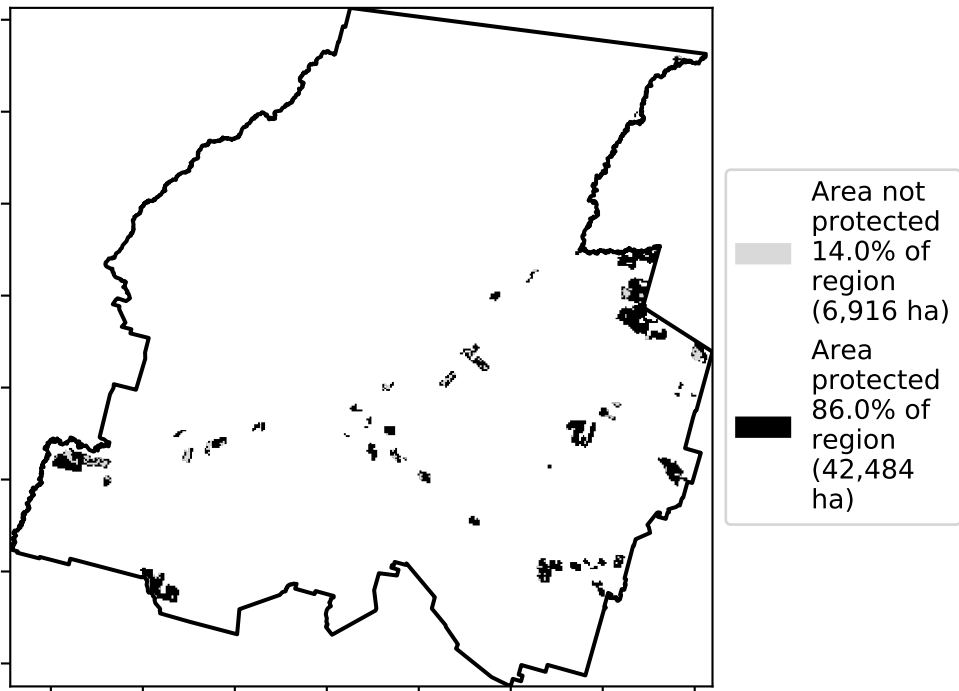 Area not
protected
14.0% of
region
(6,916 ha)
Area
protected
86.0% of
region
(42,484
ha)